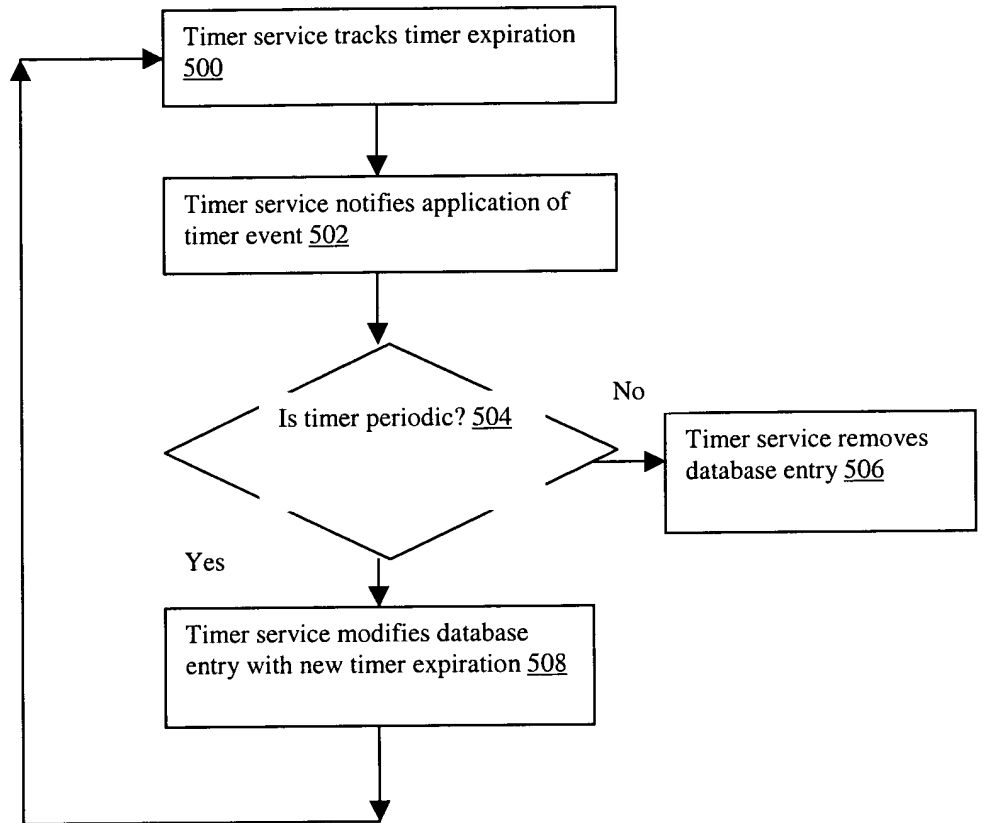 Timer service tracks timer expiration
500
Timer service notifies application of
timer event 502
Is timer periodic? 504
No
Timer service removes
database entry 506
Yes
Timer service modifies database
entry with new timer expiration 508